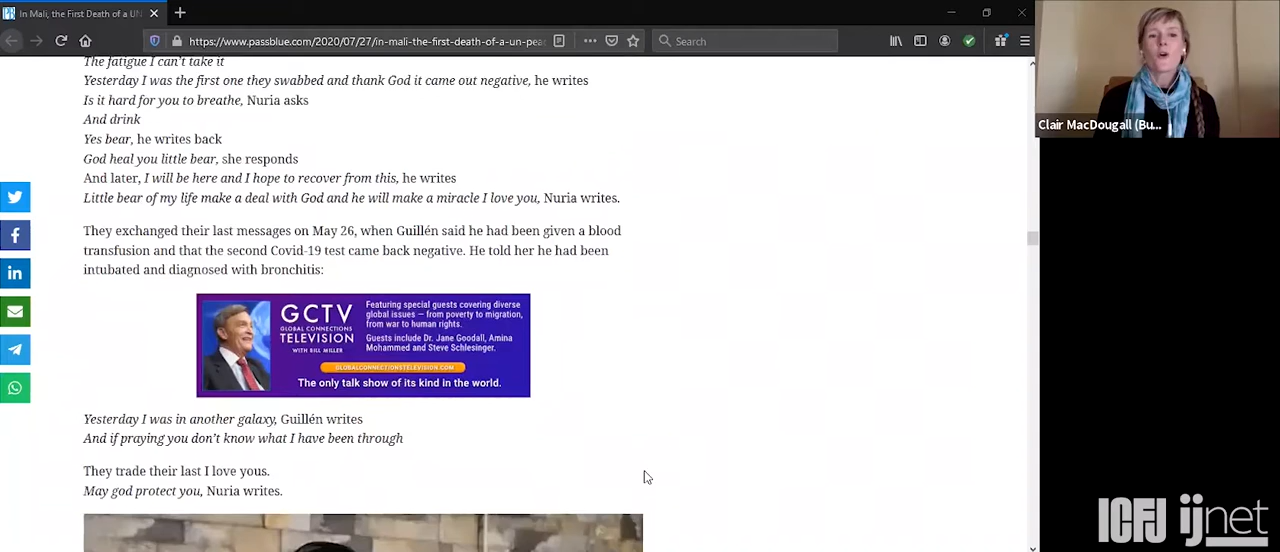 In Mali, the First Death of a UN
https://www.passblue.com/2020/07/27/in-mali-the-first-death-of-a-un-pea
Search
The fatigue I can't take it
Yesterday I was the first one they swabbed and thank God it came out negative, he writes
Is it hard for you to breathe, Nuria asks
And drink
Yes bear, he writes back
God heal you little bear, she responds
And later, I will be here and I hope to recover from this, he writes
Little bear of my life make a deal with God and he will make a miracle I love you, Nuria writes.
They exchanged their last messages on May 26, when Guillén said he had been given a blood
transfusion and that the second Covid-19 test came back negative. He told her he had been
intubated and diagnosed with bronchitis:
GCTV
GLOBAL CONNECTIONS
TELEVISION
WITH BILL MILLER
Featuring special guests covering diverse
global issues — from poverty to migration,
from war to human rights.
Guests include Dr. Jane Goodall, Amina
Mohammed and Steve Schlesinger.
GLOBALCONNECTIONSTELEVISION.COM
The only talk show of its kind in the world.
Yesterday I was in another galaxy, Guillén writes
And if praying you don't know what I have been through
They trade their last I love yous.
May god protect you, Nuria writes.
Clair MacDougall (Bu...
ICFJ ijnet